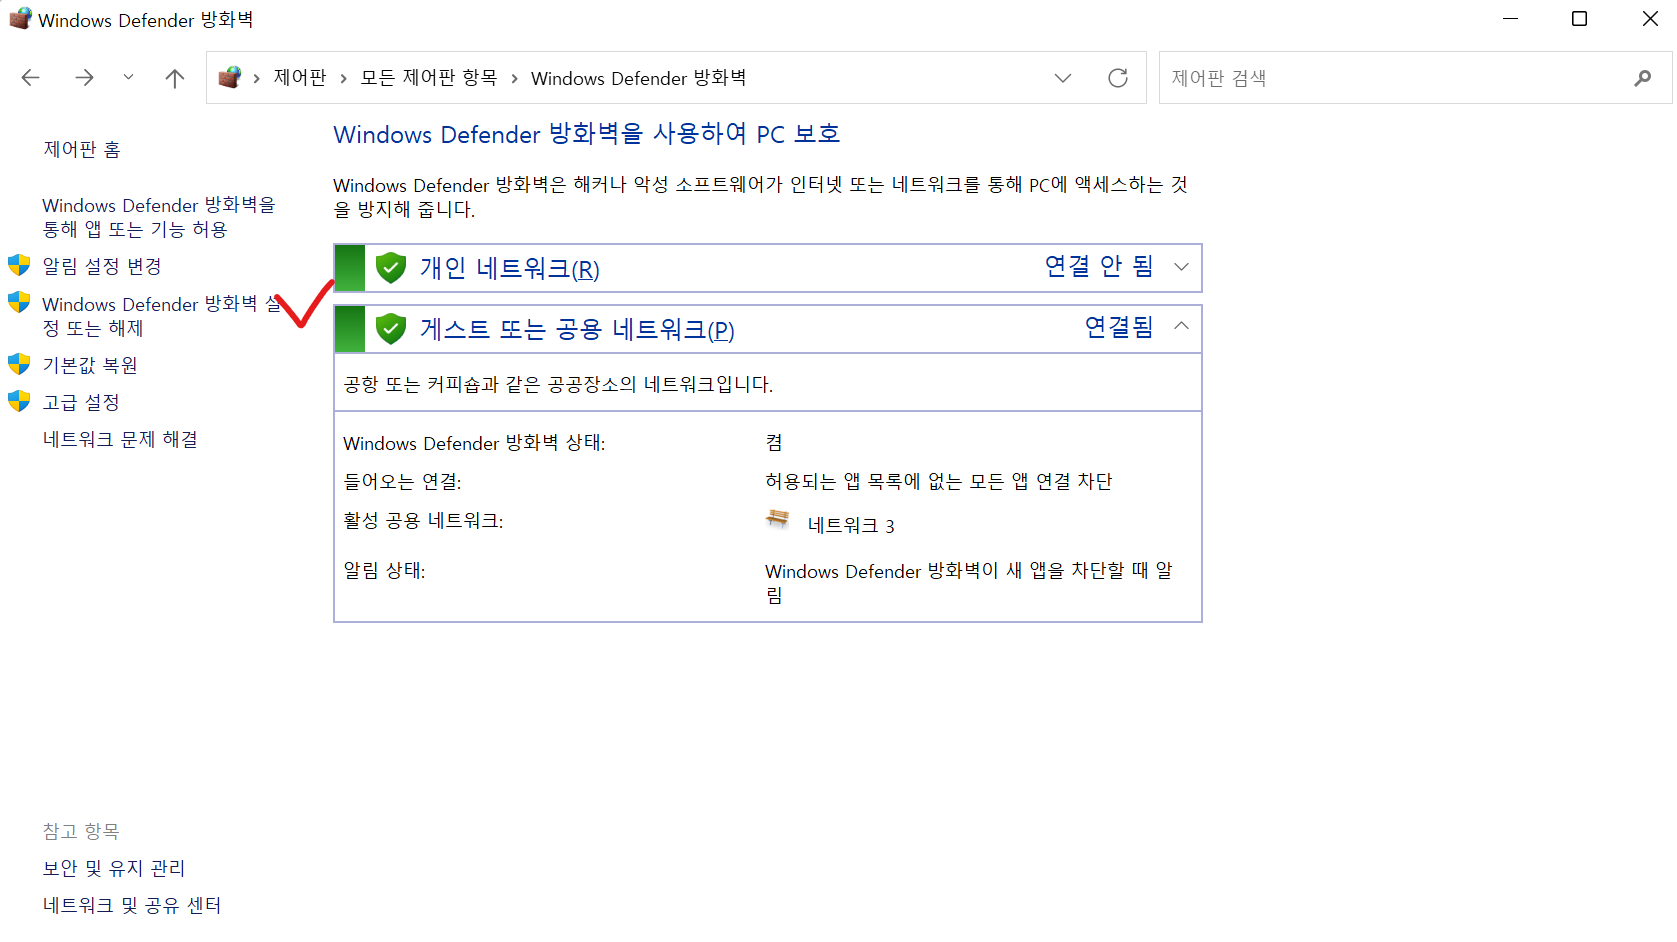 Windows Defender 방화벽
제어판 › 모든 제어판 항목 › Windows Defender 방화벽
제어판 검색
제어판 홈
Windows Defender 방화벽을
통해 앱 또는 기능 허용
알림 설정 변경
Windows Defender 방화벽 설
정 또는 해제
기본값 복원
고급 설정
네트워크 문제 해결
Windows Defender 방화벽을 사용하여 PC 보호
Windows Defender 방화벽은 해커나 악성 소프트웨어가 인터넷 또는 네트워크를 통해 PC에 액세스하는 것
을 방지해 줍니다.
개인 네트워크(R) 연결 안 됨
게스트 또는 공용 네트워크(P) 연결됨
공항 또는 커피숍과 같은 공공장소의 네트워크입니다.
Windows Defender 방화벽 상태: 켬
들어오는 연결: 허용되는 앱 목록에 없는 모든 앱 연결 차단
활성 공용 네트워크: 네트워크 3
알림 상태: Windows Defender 방화벽이 새 앱을 차단할 때 알
림
참고 항목
보안 및 유지 관리
네트워크 및 공유 센터